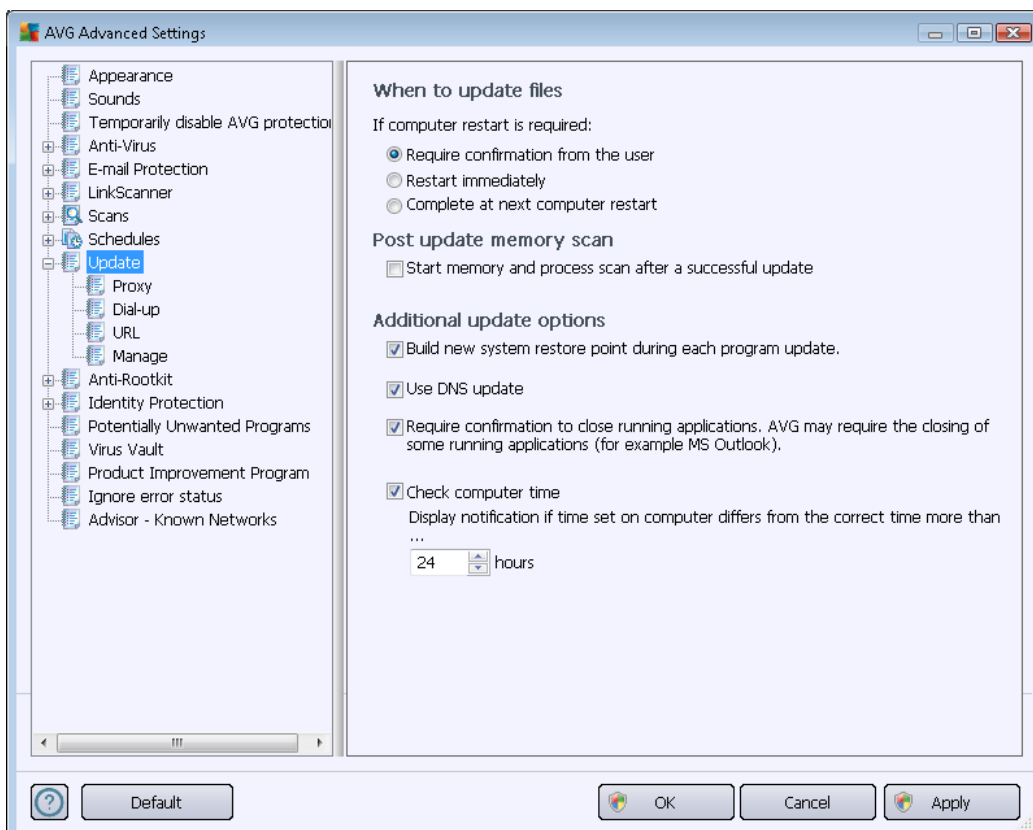 AVG Advanced Settings
Appearance
Sounds
Temporarily disable AVG protection
Anti-Virus
E-mail Protection
LinkScanner
Scans
Schedules
Update
Proxy
Dial-up
URL
Manage
Anti-Rootkit
Identity Protection
Potentially Unwanted Programs
Virus Vault
Product Improvement Program
Ignore error status
Advisor - Known Networks
When to update files
If computer restart is required:
Require confirmation from the user
Restart immediately
Complete at next computer restart
Post update memory scan
Start memory and process scan after a successful update
Additional update options
Build new system restore point during each program update.
Use DNS update
Require confirmation to close running applications. AVG may require the closing of
some running applications (for example MS Outlook).
Check computer time
Display notification if time set on computer differs from the correct time more than
...
24 hours
? Default OK Cancel Apply